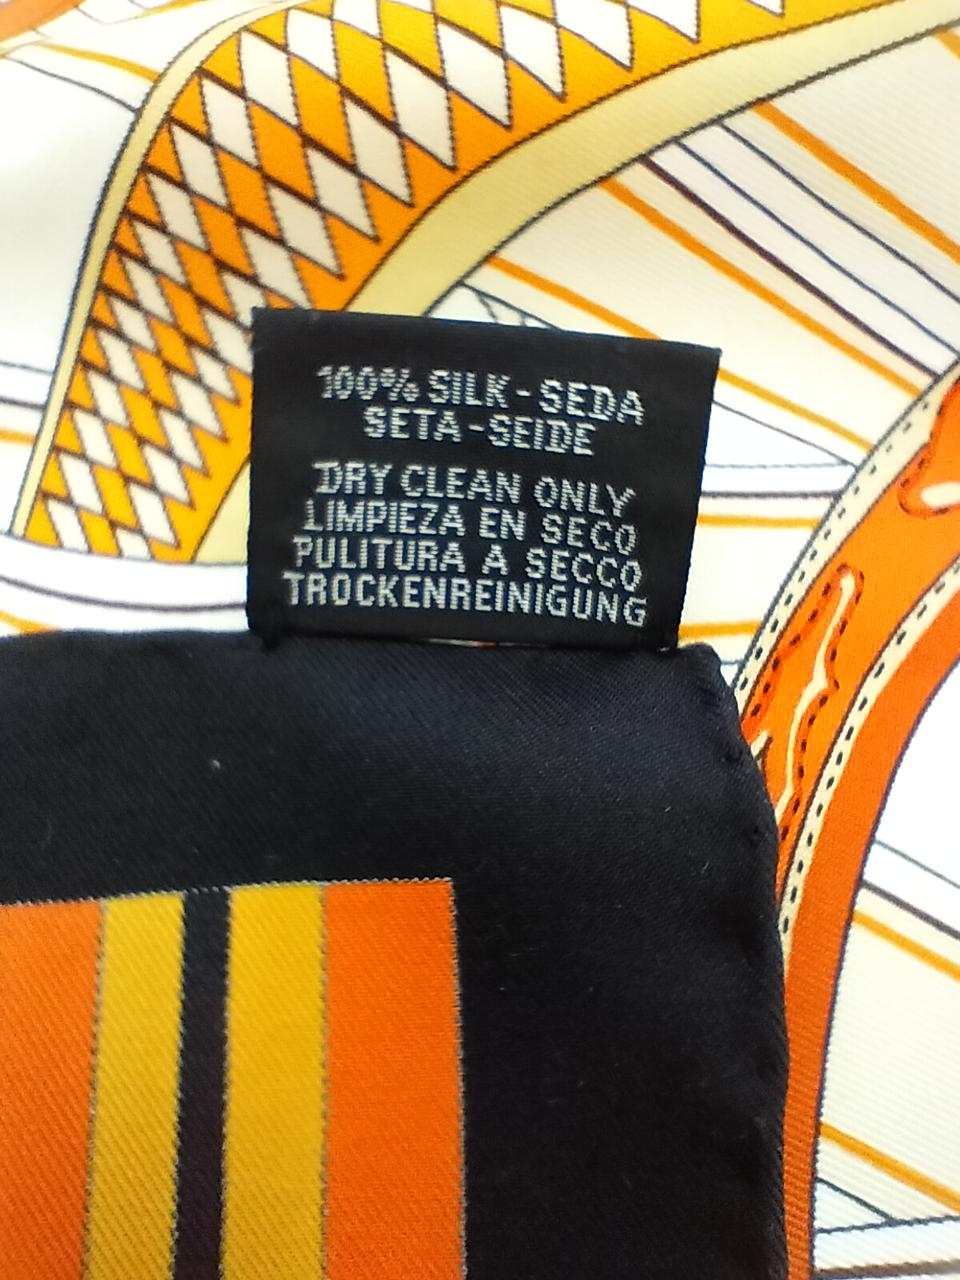 100% SILK - SEDA
SETA - SEIDE
DRY CLEAN ONLY
LIMPIEZA EN SECO
PULITURA A SECCO
TROCKENREINIGUNG